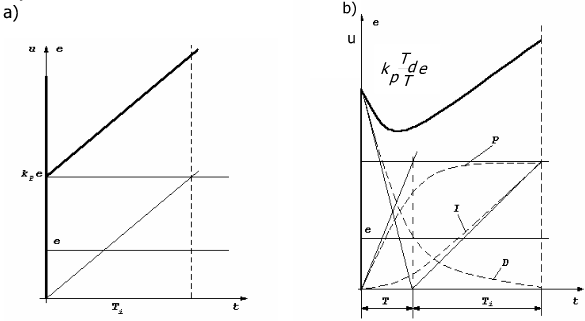 a)
u e
k_p e
e
T_i t
b)
e
u
k_p T_d/T e
P
I
e
D
T T_i t